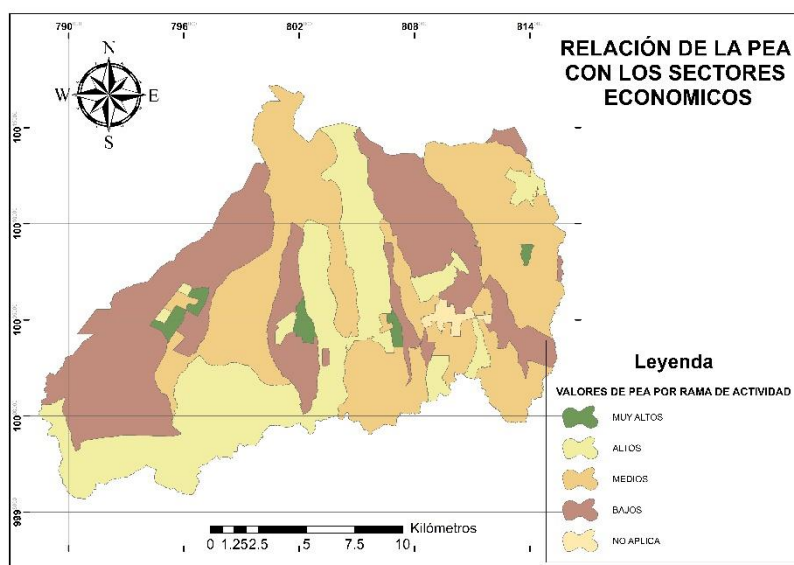 790
796
802
808
814
RELACIÓN DE LA PEA
CON LOS SECTORES
ECONOMICOS
N
W E
S
100
100
100
100
999
Leyenda
VALORES DE PEA POR RAMA DE ACTIVIDAD
MUY ALTOS
ALTOS
MEDIOS
BAJOS
NO APLICA
Kilómetros
0 1.252.5 5 7.5 10